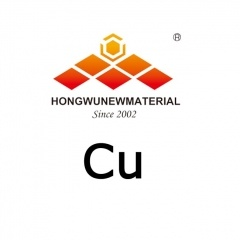 ®
HONGWUNEWMATERIAL
Since 2002
Cu